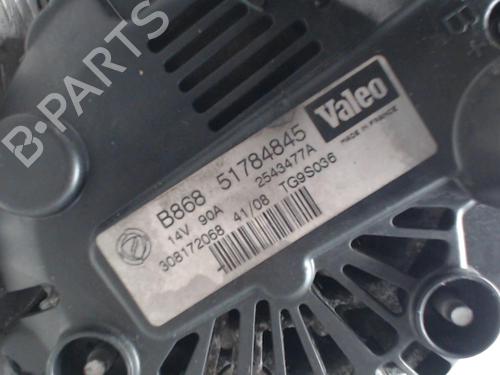 B-PARTS
B+
Valeo
MADE IN FRANCE
B868 51784845
14V 90A 2543477A
308172068 41/08 TG9S036